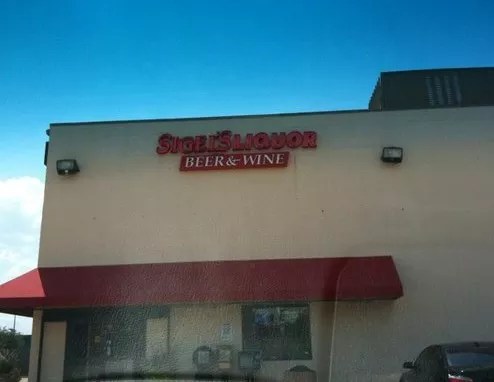 SIGEL'S LIQUOR
BEER & WINE